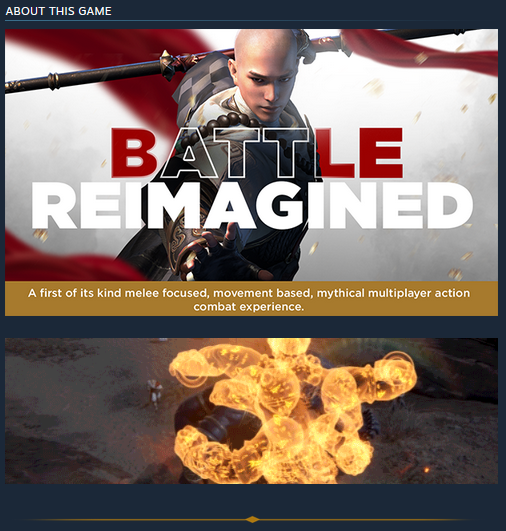 ABOUT THIS GAME
BATTLE
REIMAGINED
A first of its kind melee focused, movement based, mythical multiplayer action
combat experience.